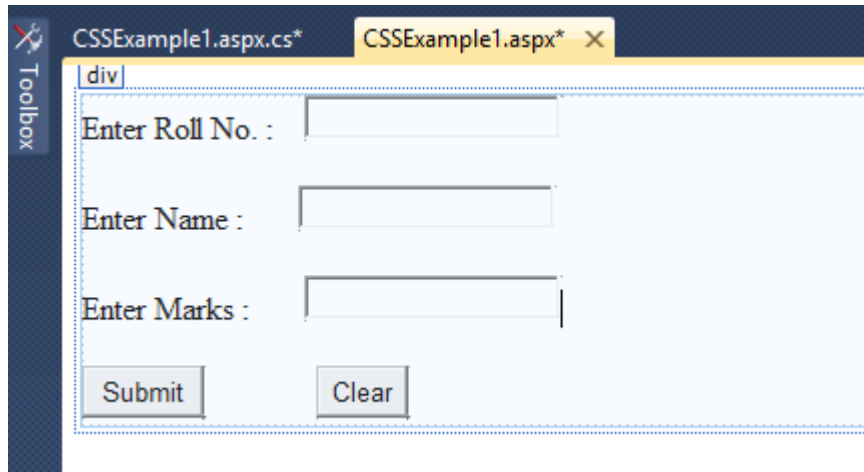 CSSExample1.aspx.cs* CSSExample1.aspx*
Toolbox
div
Enter Roll No. :
Enter Name :
Enter Marks :
Submit Clear